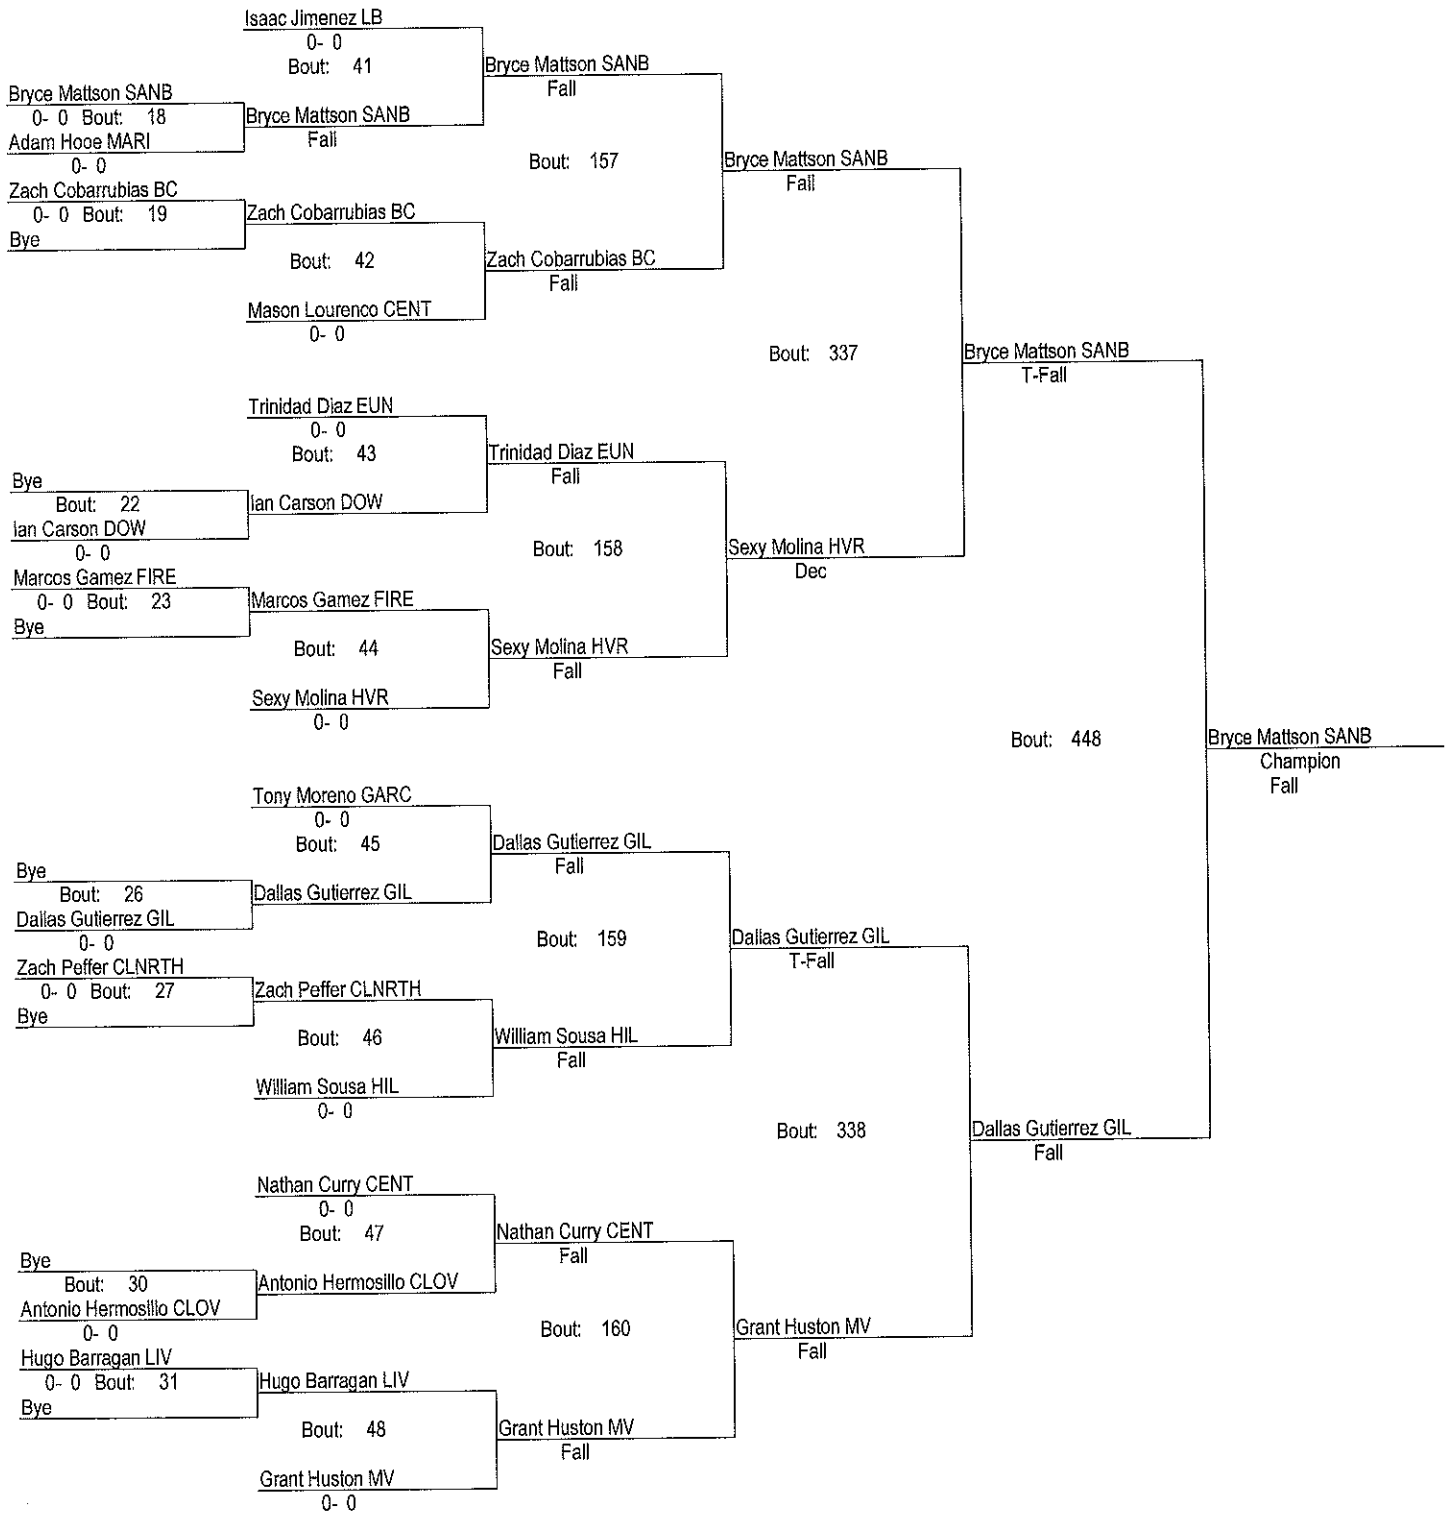 Isaac Jimenez LB
0- 0
Bout: 41
Bryce Mattson SANB
Fall
Bryce Mattson SANB
0- 0 Bout: 18
Bryce Mattson SANB
Fall
Adam Hooe MARI
0- 0
Bout: 157
Bryce Mattson SANB
Fall
Zach Cobarrubias BC
0- 0 Bout: 19
Zach Cobarrubias BC
Bye
Bout: 42
Zach Cobarrubias BC
Fall
Mason Lourenco CENT
0- 0
Bout: 337
Bryce Mattson SANB
T-Fall
Trinidad Diaz EUN
0- 0
Bout: 43
Trinidad Diaz EUN
Fall
Bye
Bout: 22
Ian Carson DOW
Ian Carson DOW
0- 0
Bout: 158
Sexy Molina HVR
Dec
Marcos Gamez FIRE
0- 0 Bout: 23
Marcos Gamez FIRE
Bye
Bout: 44
Sexy Molina HVR
Fall
Sexy Molina HVR
0- 0
Bout: 448
Bryce Mattson SANB
Champion
Fall
Tony Moreno GARC
0- 0
Bout: 45
Dallas Gutierrez GIL
Fall
Bye
Bout: 26
Dallas Gutierrez GIL
Dallas Gutierrez GIL
0- 0
Bout: 159
Dallas Gutierrez GIL
T-Fall
Zach Peffer CLNRTH
0- 0 Bout: 27
Zach Peffer CLNRTH
Bye
Bout: 46
William Sousa HIL
Fall
William Sousa HIL
0- 0
Bout: 338
Dallas Gutierrez GIL
Fall
Nathan Curry CENT
0- 0
Bout: 47
Nathan Curry CENT
Fall
Bye
Bout: 30
Antonio Hermosillo CLOV
Antonio Hermosillo CLOV
0- 0
Bout: 160
Grant Huston MV
Fall
Hugo Barragan LIV
0- 0 Bout: 31
Hugo Barragan LIV
Bye
Bout: 48
Grant Huston MV
Fall
Grant Huston MV
0- 0